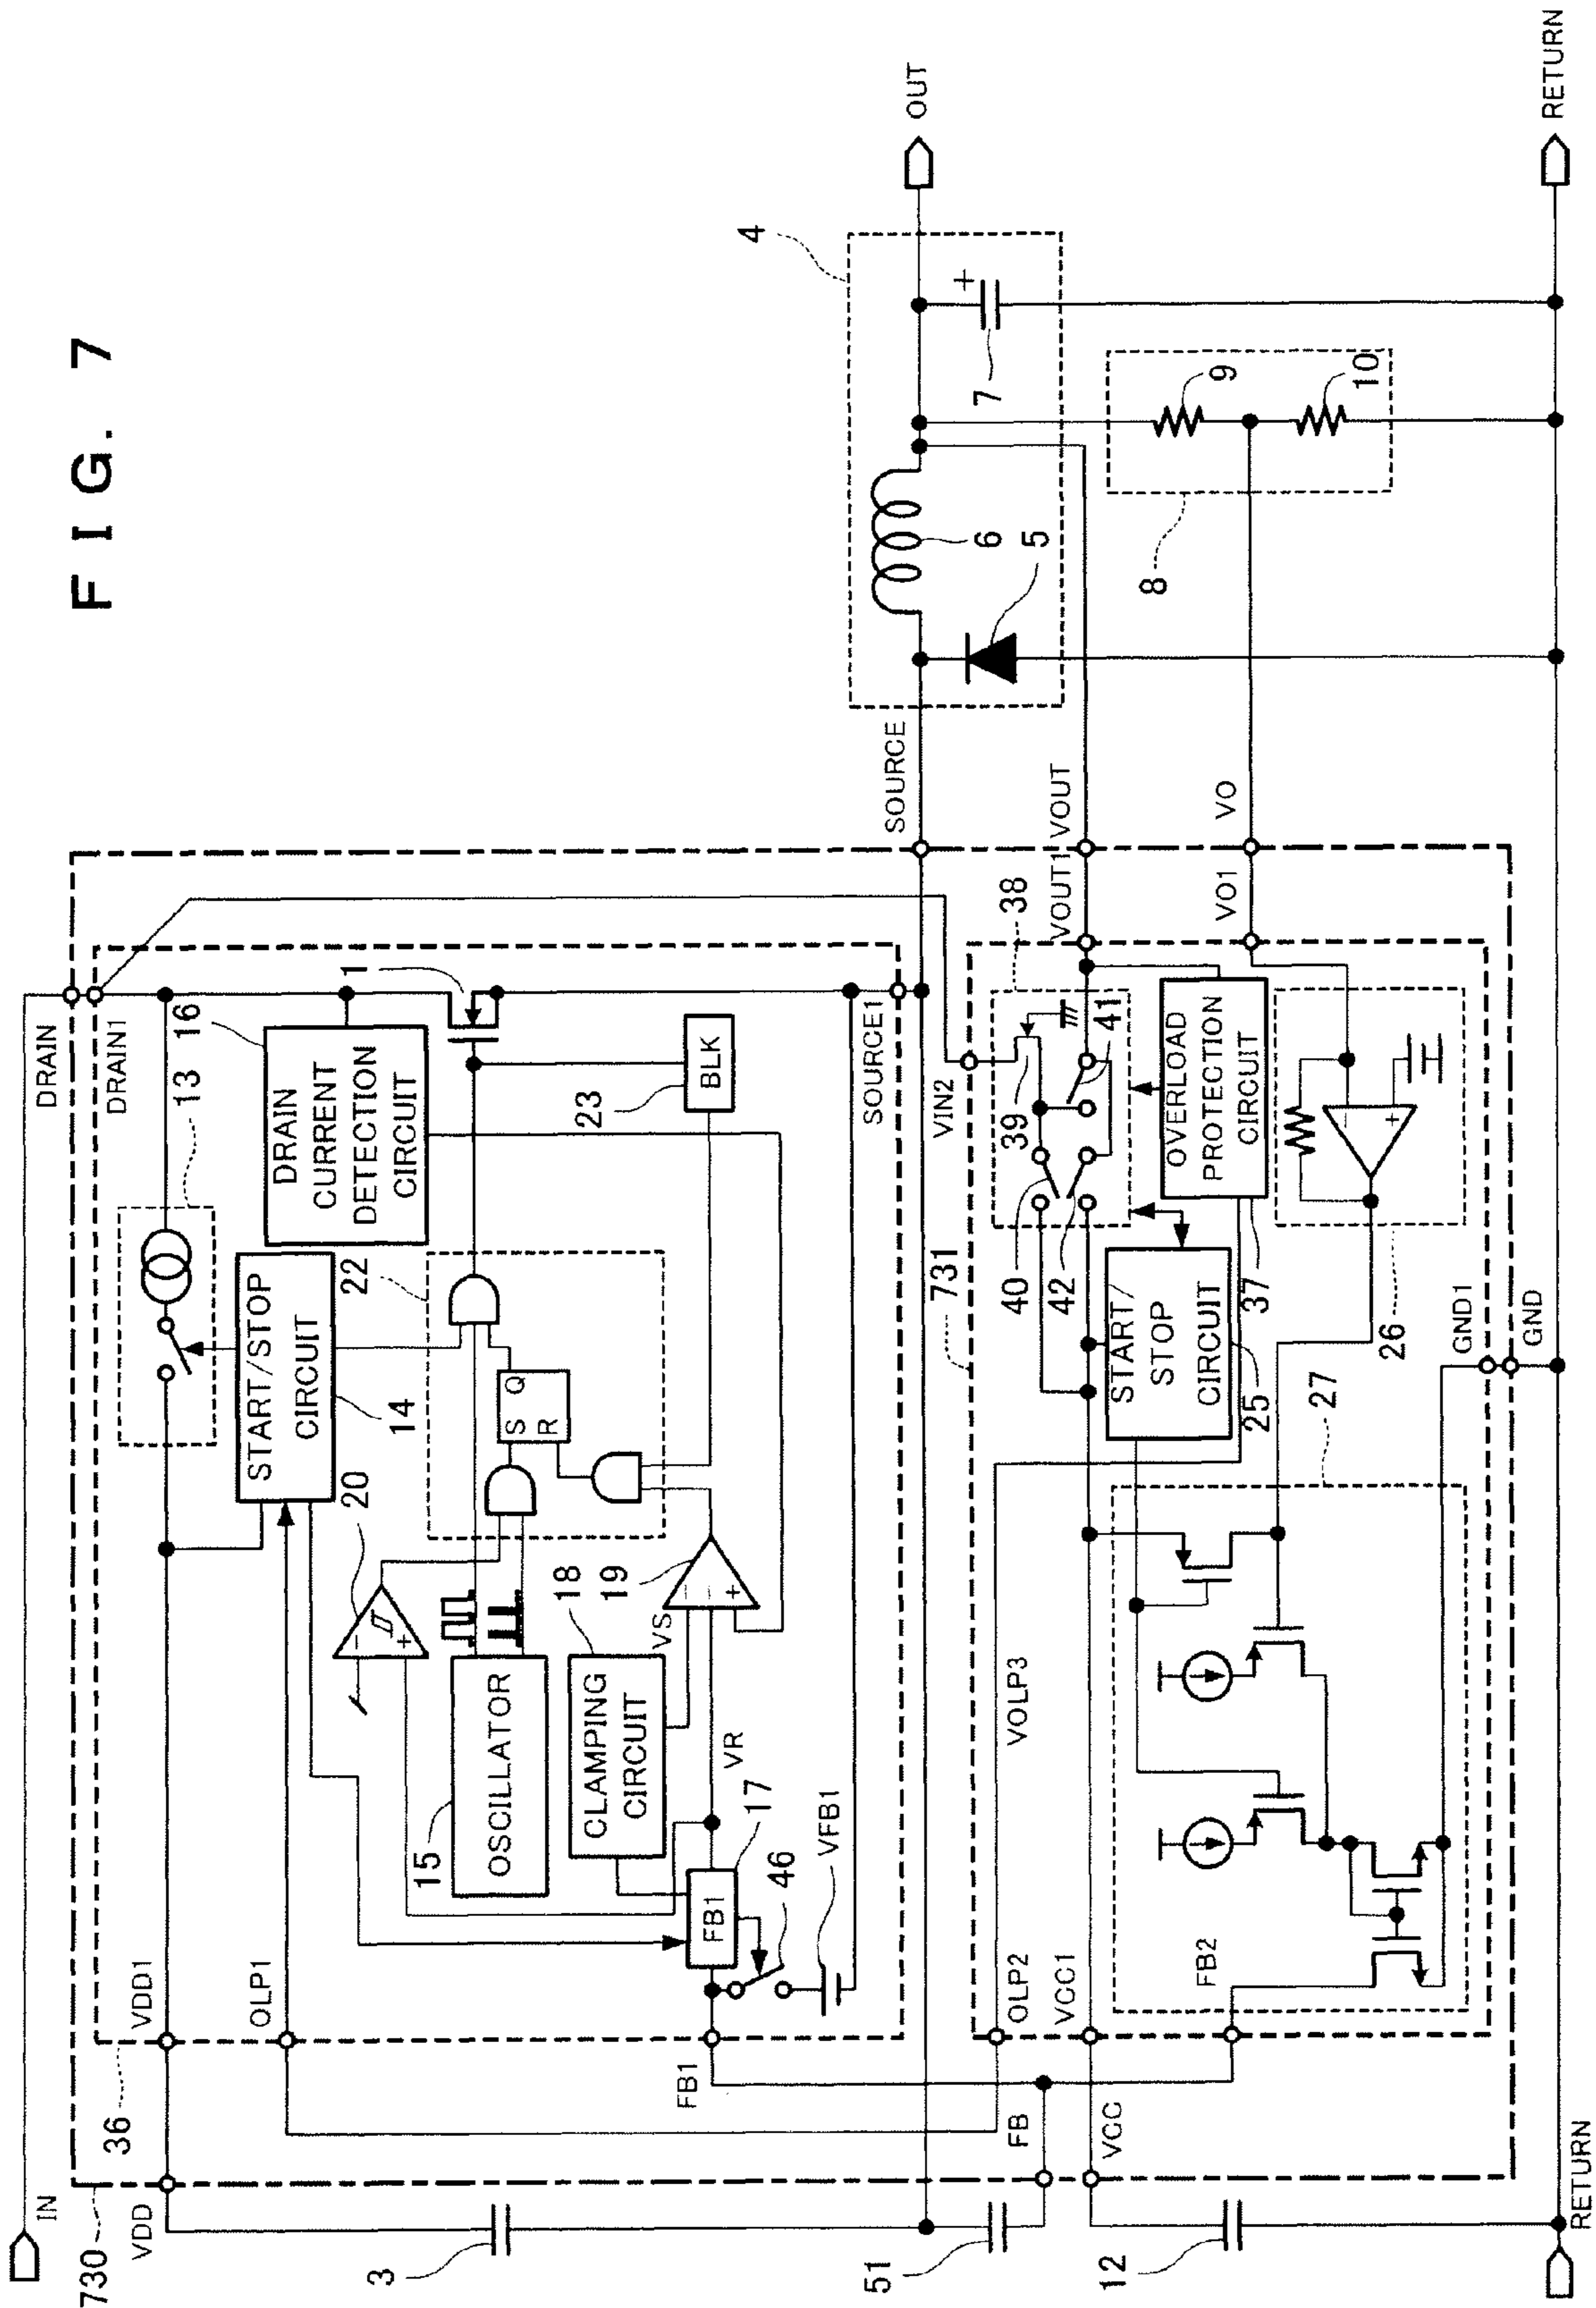 FIG. 7
IN
DRAIN
DRAIN1
730
36
VDD
VDD1
13
16
DRAIN
CURRENT
DETECTION
CIRCUIT
1
START/STOP
CIRCUIT
14
22
20
−
+
OLP1
15
OSCILLATOR
S
Q
R
23
BLK
CLAMPING
CIRCUIT
18
19
VS
−
−
+
VR
FB1
17
46
VFB1
FB1
SOURCE1
SOURCE
3
51
FB
4
6
5
7
+
OUT
VIN2
731
38
39
40
41
42
VOUT1
VOUT
OVERLOAD
PROTECTION
CIRCUIT
37
START/
STOP
CIRCUIT
25
OLP2
VOLP3
VCC
VCC1
12
FB2
27
26
−
+
VO1
VO
8
9
10
GND1
GND
RETURN
RETURN